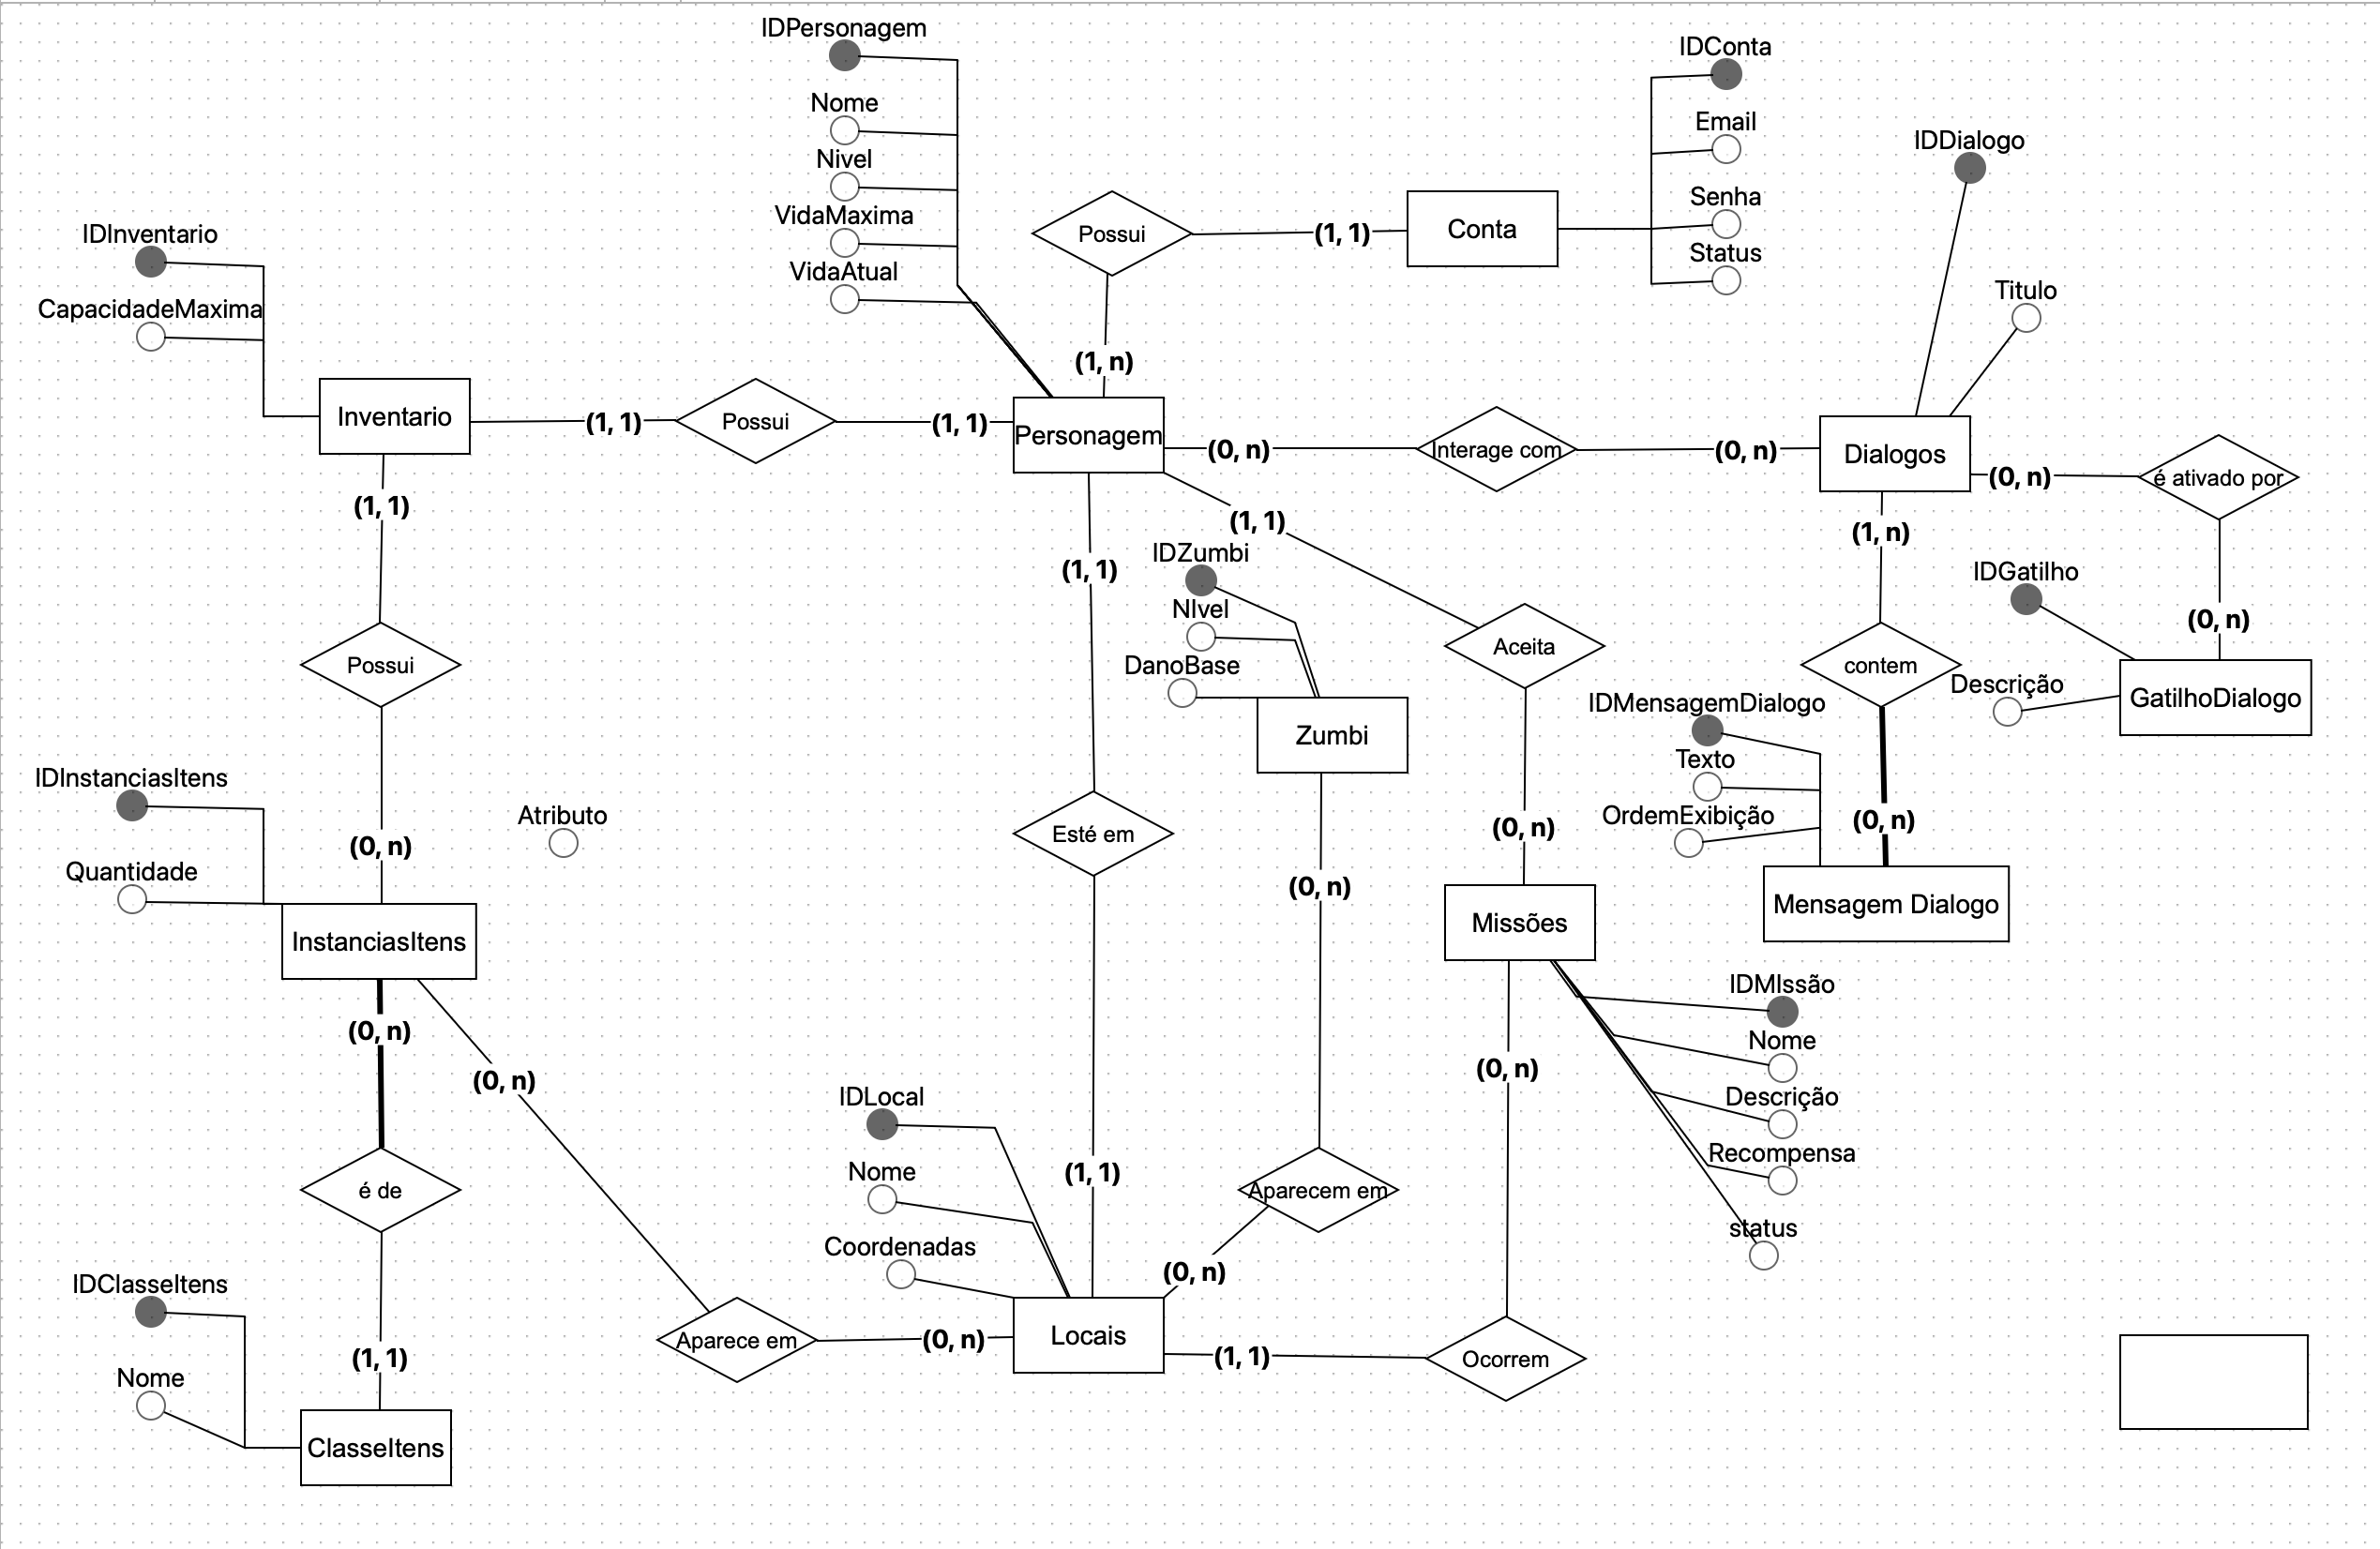 IDPersonagem
Nome
Nivel
VidaMaxima
VidaAtual
IDConta
Email
Senha
Status
IDDialogo
Titulo
IDInventario
CapacidadeMaxima
Possui
(1, 1)
Conta
(1, n)
Inventario
(1, 1)
Possui
(1, 1)
Personagem
(0, n)
Interage com
(0, n)
Dialogos
(0, n)
é ativado por
(1, 1)
(1, 1)
(1, 1)
(1, n)
IDZumbi
NIvel
DanoBase
Zumbi
Aceita
IDGatilho
(0, n)
Descrição
GatilhoDialogo
Possui
contem
IDMensagemDialogo
Texto
OrdemExibição
(0, n)
Mensagem Dialogo
IDInstanciasItens
Quantidade
Atributo
(0, n)
InstanciasItens
Esté em
(0, n)
(0, n)
Missões
IDMIssão
Nome
Descrição
Recompensa
status
(0, n)
(0, n)
(0, n)
IDLocal
Nome
Coordenadas
(1, 1)
Aparecem em
é de
(0, n)
IDClasseItens
Nome
(1, 1)
ClasseItens
Aparece em
(0, n)
Locais
(1, 1)
Ocorrem